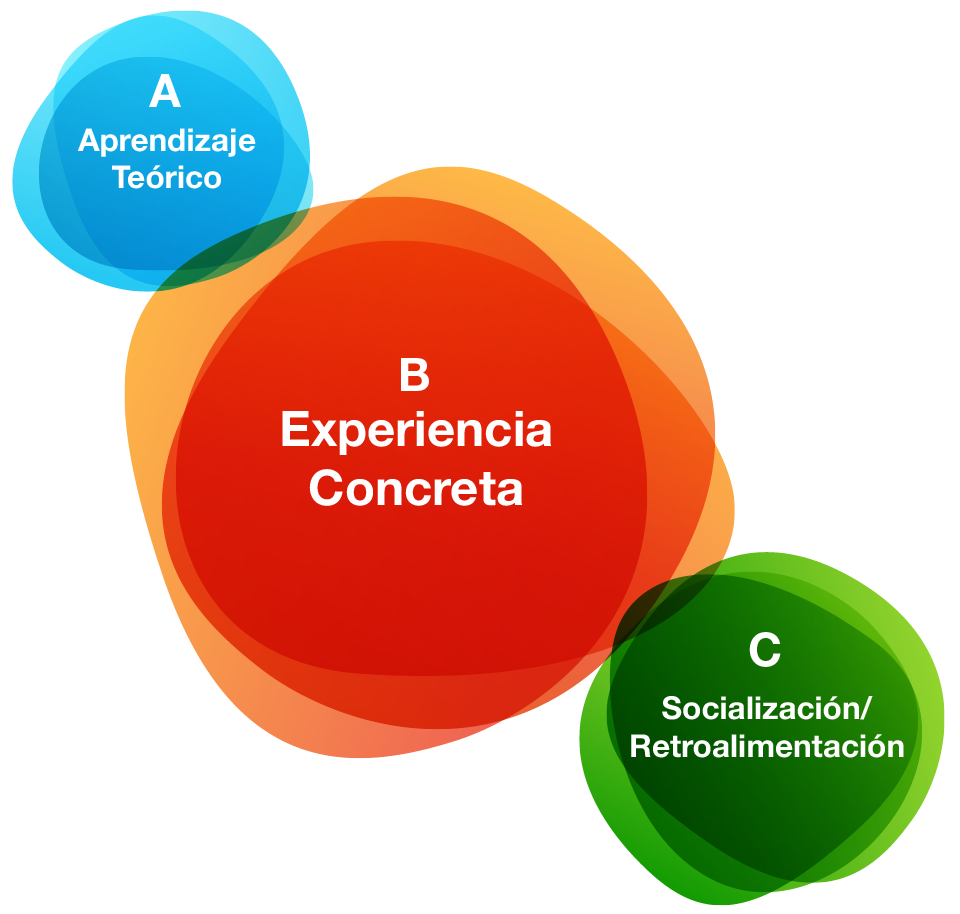 A
Aprendizaje
Teórico
B
Experiencia
Concreta
C
Socialización/
Retroalimentación